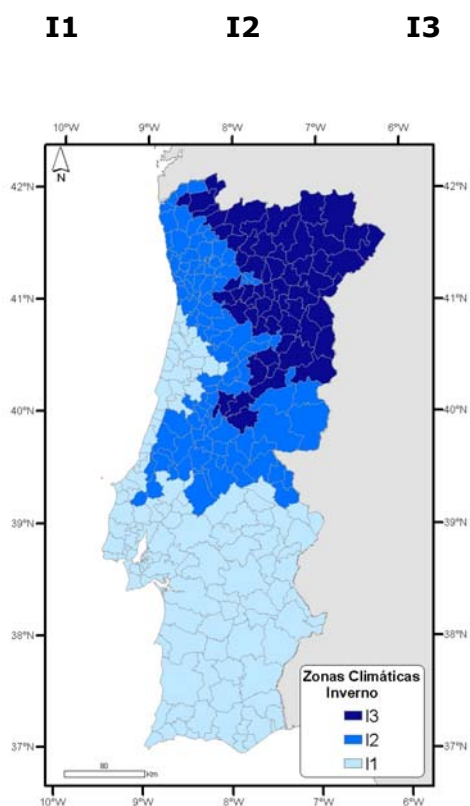 I1 I2 I3
10°W 9°W 8°W 7°W 6°W
N
42°N 42°N
41°N 41°N
40°N 40°N
39°N 39°N
38°N 38°N
Zonas Climáticas
Inverno
I3
I2
37°N 37°N
I1
80
km
10°W 9°W 8°W 7°W 6°W